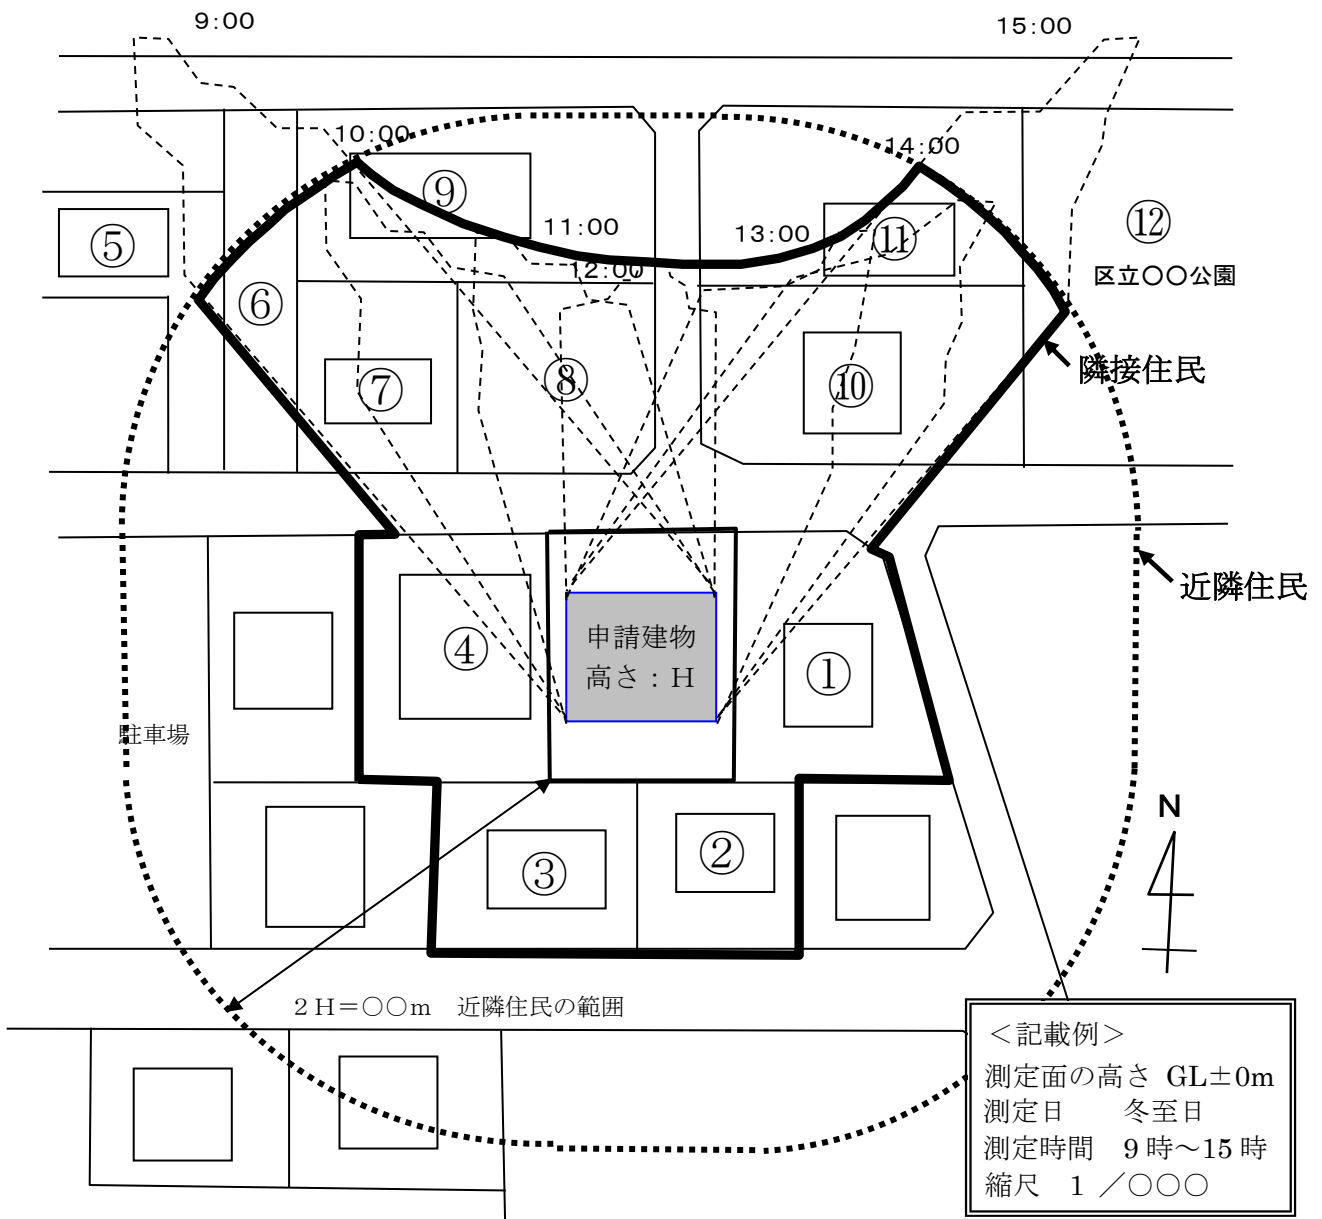 9:00
15:00
10:00
14:00
⑨
11:00
13:00
⑪
⑫
⑤
12:00
区立〇〇公園
⑥
⑦
⑧
⑩
隣接住民
近隣住民
申請建物
高さ：Ｈ
④
①
駐車場
N
③
②
２Ｈ＝○○ｍ　近隣住民の範囲
＜記載例＞
測定面の高さ GL±0m
測定日　　冬至日
測定時間　9時～15時
縮尺　１／○○○